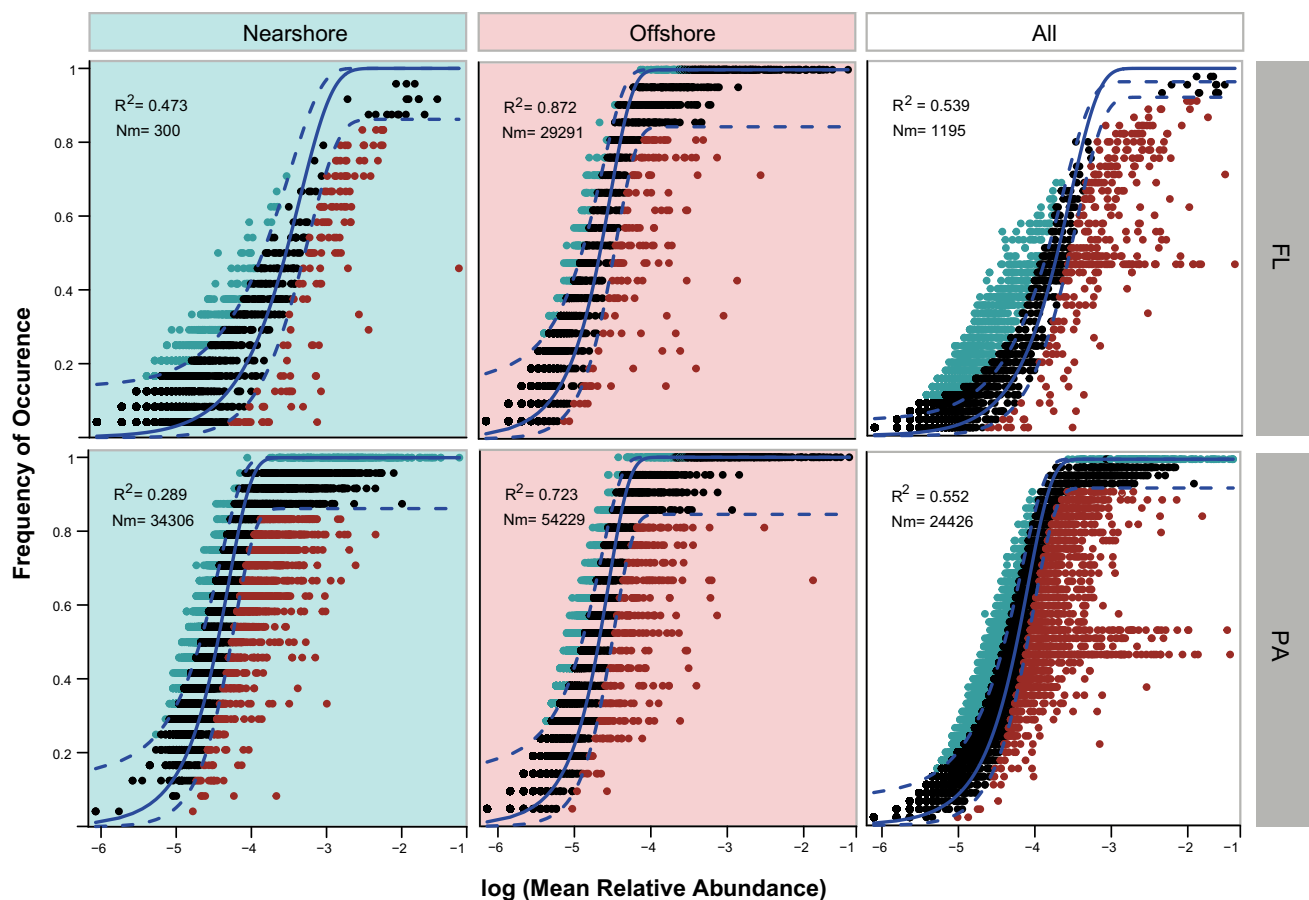 Nearshore
Offshore
All
Frequency of Occurence
1
0.8
0.6
0.4
0.2
R²= 0.473
Nm= 300
R²= 0.872
Nm= 29291
R²= 0.539
Nm= 1195
FL
1
0.8
0.6
0.4
0.2
R²= 0.289
Nm= 34306
R²= 0.723
Nm= 54229
R² = 0.552
Nm= 24426
PA
−6 −5 −4 −3 −2 −1
−6 −5 −4 −3 −2 −1
−6 −5 −4 −3 −2 −1
log (Mean Relative Abundance)